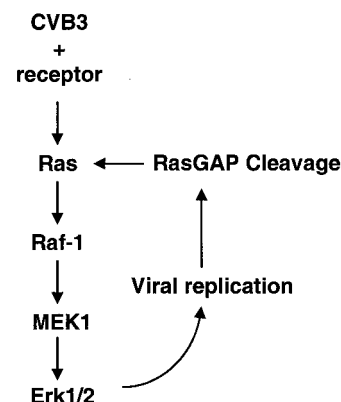 CVB3
+
receptor
Ras
RasGAP Cleavage
Raf-1
Viral replication
MEK1
Erk1/2